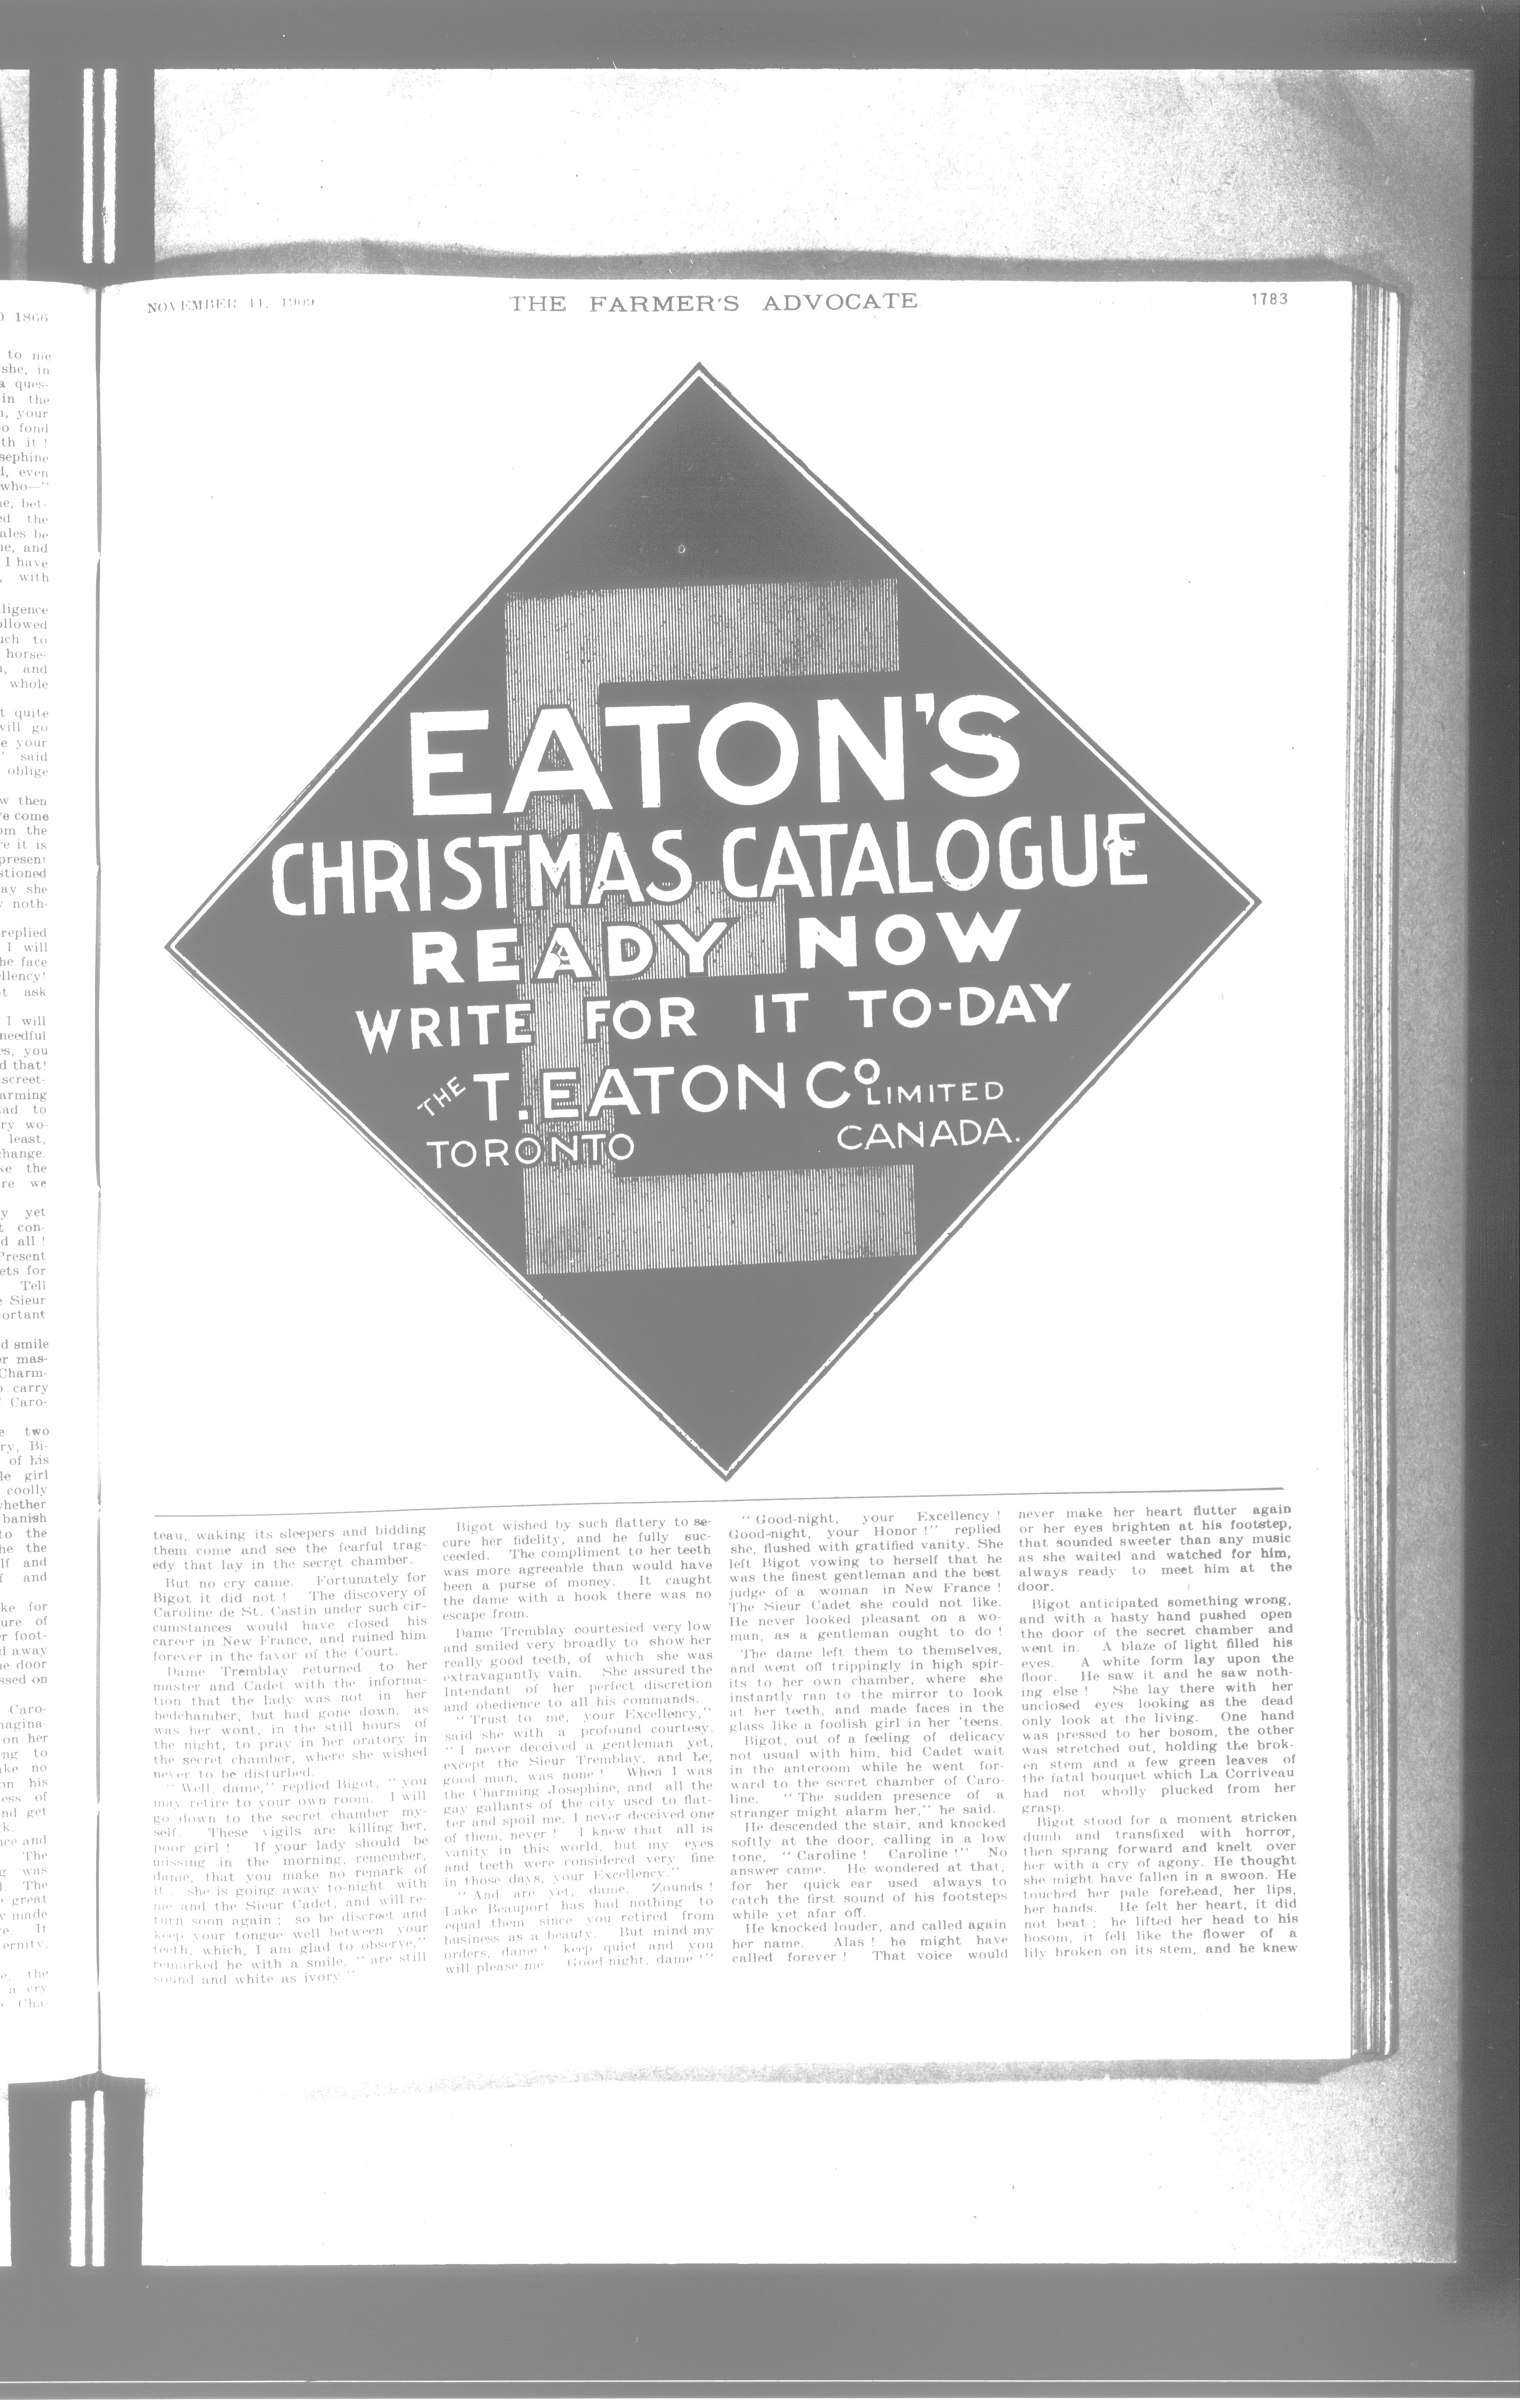 NOVEMBER 11, 1909
THE FARMER'S ADVOCATE
1783
EATON'S
CHRISTMAS CATALOGUE
READY NOW
WRITE FOR IT TO-DAY
THE T. EATON CO LIMITED
TORONTO CANADA.
teau, waking its sleepers and bidding
them come and see the fearful trag-
edy that lay in the secret chamber.
But no cry came. Fortunately for
Bigot it did not ! The discovery of
Caroline de St. Castin under such cir-
cumstances would have closed his
career in New France, and ruined him
forever in the favor of the Court.
Dame Tremblay returned to her
master and Cadet with the informa-
tion that the lady was not in her
bedchamber, but had gone down, as
was her wont, in the still hours of
the night, to pray in her oratory in
the secret chamber, where she wished
never to be disturbed.
" Well, dame," replied Bigot, " you
may retire to your own room. I will
go down to the secret chamber my-
self. These vigils are killing her,
poor girl ! If your lady should be
missing in the morning, remember,
dame, that you make no remark of
it ; she is going away to-night with
me and the Sieur Cadet, and will re-
turn soon again ; so be discreet and
keep your tongue well between your
teeth, which, I am glad to observe,"
remarked he with a smile, " are still
sound and white as ivory."
Bigot wished by such flattery to se-
cure her fidelity, and he fully suc-
ceeded. The compliment to her teeth
was more agreeable than would have
been a purse of money. It caught
the dame with a hook there was no
escape from.
Dame Tremblay courtesied very low
and smiled very broadly to show her
really good teeth, of which she was
extravagantly vain. She assured the
Intendant of her perfect discretion
and obedience to all his commands.
" Trust to me, your Excellency,"
said she with a profound courtesy.
" I never deceived a gentleman yet,
except the Sieur Tremblay, and he,
good man, was none ! When I was
the Charming Josephine, and all the
gay gallants of the city used to flat-
ter and spoil me, I never deceived one
of them, never ! I knew that all is
vanity in this world, but my eyes
and teeth were considered very fine
in those days, your Excellency."
" And are yet, dame. Zounds !
Lake Beauport has had nothing to
equal them since you retired from
business as a beauty. But mind my
orders, dame ! keep quiet and you
will please me. Good-night, dame !"
" Good-night, your Excellency !
Good-night, your Honor !" replied
she, flushed with gratified vanity. She
left Bigot vowing to herself that he
was the finest gentleman and the best
judge of a woman in New France !
The Sieur Cadet she could not like.
He never looked pleasant on a wo-
man, as a gentleman ought to do !
The dame left them to themselves,
and went off trippingly in high spir-
its to her own chamber, where she
instantly ran to the mirror to look
at her teeth, and made faces in the
glass like a foolish girl in her 'teens.
Bigot, out of a feeling of delicacy
not usual with him, bid Cadet wait
in the anteroom while he went for-
ward to the secret chamber of Caro-
line. " The sudden presence of a
stranger might alarm her," he said.
He descended the stair, and knocked
softly at the door, calling in a low
tone, " Caroline ! Caroline !" No
answer came. He wondered at that,
for her quick ear used always to
catch the first sound of his footsteps
while yet afar off.
He knocked louder, and called again
her name. Alas ! he might have
called forever ! That voice would
never make her heart flutter again
or her eyes brighten at his footstep,
that sounded sweeter than any music
as she waited and watched for him,
always ready to meet him at the
door.
Bigot anticipated something wrong,
and with a hasty hand pushed open
the door of the secret chamber and
went in. A blaze of light filled his
eyes. A white form lay upon the
floor. He saw it and he saw noth-
ing else ! She lay there with her
unclosed eyes looking as the dead
only look at the living. One hand
was pressed to her bosom, the other
was stretched out, holding the brok-
en stem and a few green leaves of
the fatal bouquet which La Corriveau
had not wholly plucked from her
grasp.
Bigot stood for a moment stricken
dumb and transfixed with horror,
then sprang forward and knelt over
her with a cry of agony. He thought
she might have fallen in a swoon. He
touched her pale forehead, her lips,
her hands. He felt her heart, it did
not beat ; he lifted her head to his
bosom, it fell like the flower of a
lily broken on its stem, and he knew